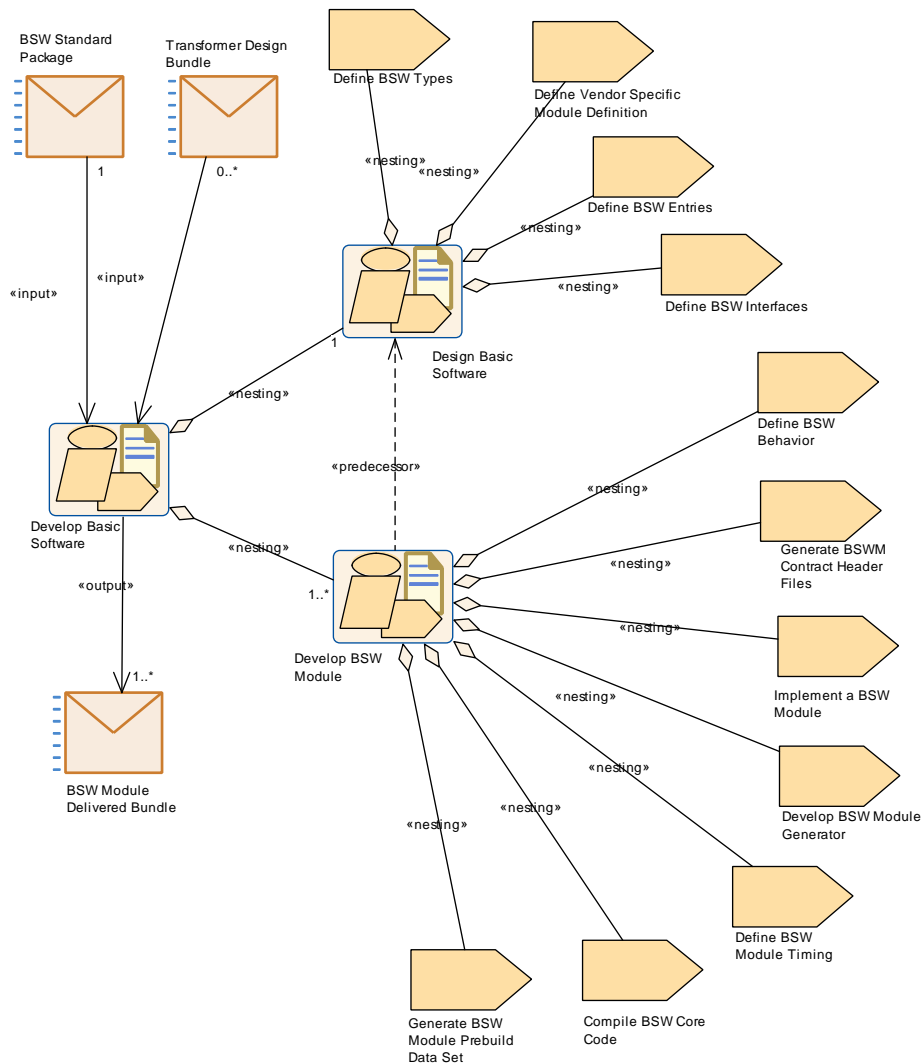 BSW Standard
Package
Transformer Design
Bundle
Define BSW Types
Define Vendor Specific
Module Definition
«nesting»
«nesting»
1
0..*
Define BSW Entries
«nesting»
«input»
«input»
«nesting»
Define BSW Interfaces
1
Design Basic
Software
«nesting»
Define BSW
Behavior
«predecessor»
«nesting»
Develop Basic
Software
«nesting»
«nesting»
Generate BSWM
Contract Header
Files
«output»
1..*
«nesting»
Develop BSW
Module
Implement a BSW
Module
1..*
«nesting»
BSW Module
Delivered Bundle
«nesting»
Develop BSW Module
Generator
«nesting»
«nesting»
Define BSW
Module Timing
Generate BSW
Module Prebuild
Data Set
Compile BSW Core
Code